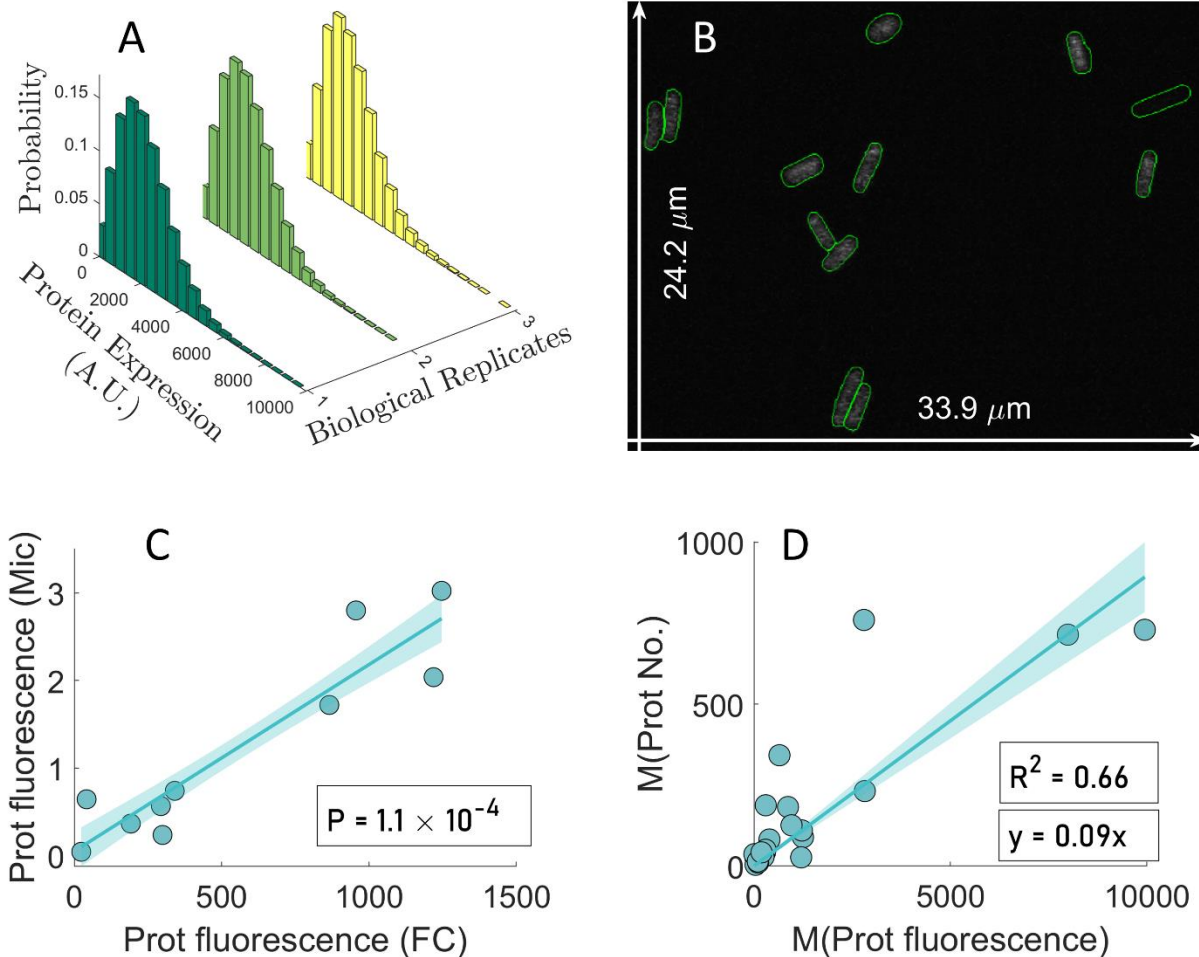 A
Probability
0.15
0.1
0.05
0
0
2000
4000
6000
8000
10000
Protein Expression
(A.U.)
1
2
3
Biological Replicates
B
24.2 μm
33.9 μm
C
Prot fluorescence (Mic)
3
2
1
0
0
500
1000
1500
P = 1.1 × 10⁻⁴
Prot fluorescence (FC)
D
M(Prot No.)
1000
500
0
0
5000
10000
R² = 0.66
y = 0.09x
M(Prot fluorescence)